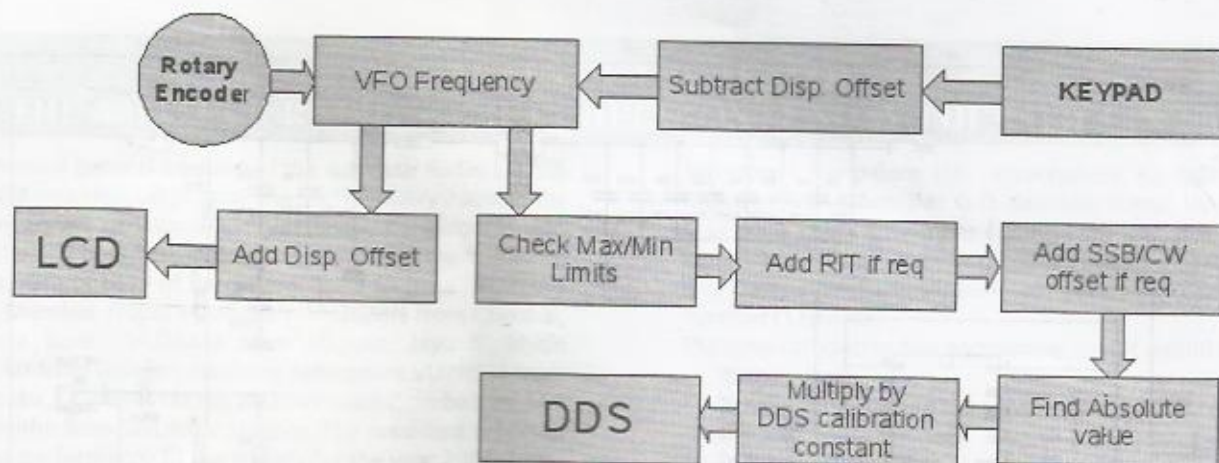 Rotary
Encoder
VFO Frequency
Subtract Disp. Offset
KEYPAD
LCD
Add Disp. Offset
Check Max/Min
Limits
Add RIT if req
Add SSB/CW
offset if req
DDS
Multiply by
DDS calibration
constant
Find Absolute
value